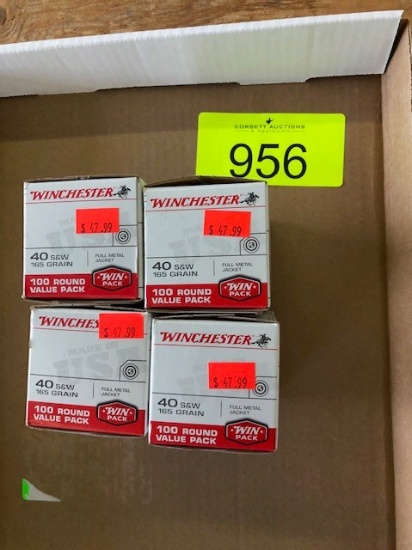 CORBETT AUCTIONS
956
WINCHESTER
$ 47.99
40 S&W
165 GRAIN
FULL METAL
JACKET
100 ROUND
VALUE PACK
WIN
PACK
WINCHESTER
$ 47.99
40 S&W
165 GRAIN
FULL METAL
JACKET
100 ROUND
VALUE PACK
WIN
PACK
WINCHESTER
$ 47.99
40 S&W
165 GRAIN
FULL METAL
JACKET
100 ROUND
VALUE PACK
WIN
PACK
WINCHESTER
$ 47.99
40 S&W
165 GRAIN
FULL METAL
JACKET
100 ROUND
VALUE PACK
WIN
PACK